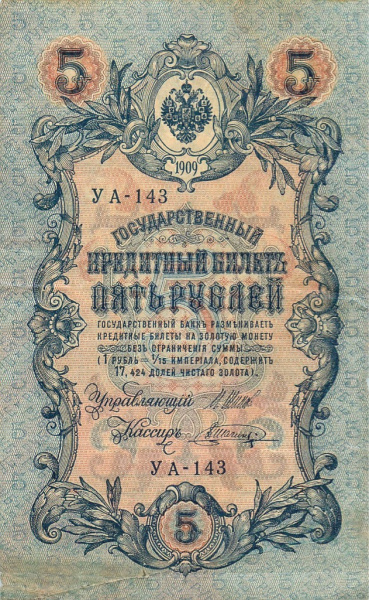 5 5
1909
УА-143
ГОСУДАРСТВЕННЫЙ
КРЕДИТНЫЙ БИЛЕТЪ
ПЯТЬ РУБЛЕЙ
ГОСУДАРСТВЕННЫЙ БАНКЪ РАЗМѢНИВАЕТЪ
КРЕДИТНЫЕ БИЛЕТЫ НА ЗОЛОТУЮ МОНЕТУ
БЕЗЪ ОГРАНИЧЕНІЯ СУММЫ
(1 РУБЛЬ = 1/15 ИМПЕРІАЛА, СОДЕРЖИТЪ
17,424 ДОЛЕЙ ЧИСТАГО ЗОЛОТА).
Управляющій
Кассиръ
УА-143
5